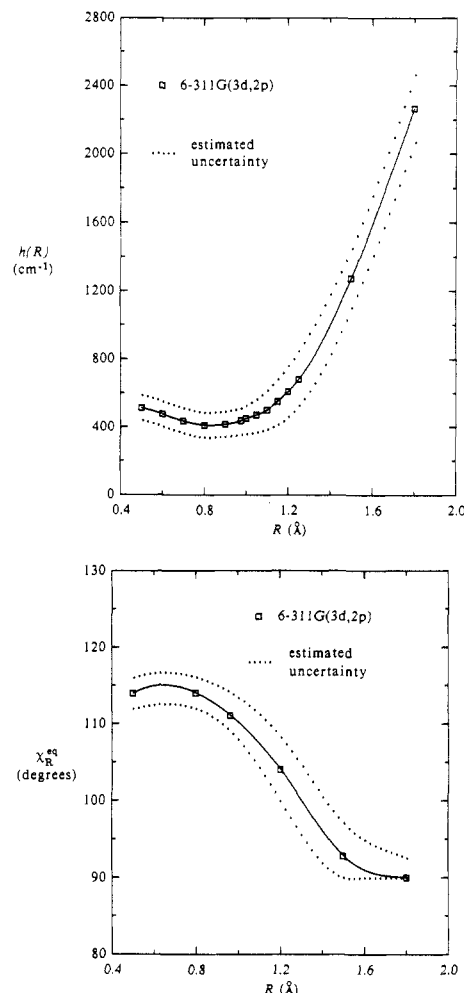 2800
6-311G(3d,2p)
2400
estimated
uncertainty
2000
1600
h(R)
(cm⁻¹)
1200
800
400
0
0.4 0.8 1.2 1.6 2.0
R (Å)
130
6-311G(3d,2p)
120
estimated
uncertainty
110
χ_R^eq
(degrees)
100
90
80
0.4 0.8 1.2 1.6 2.0
R (Å)